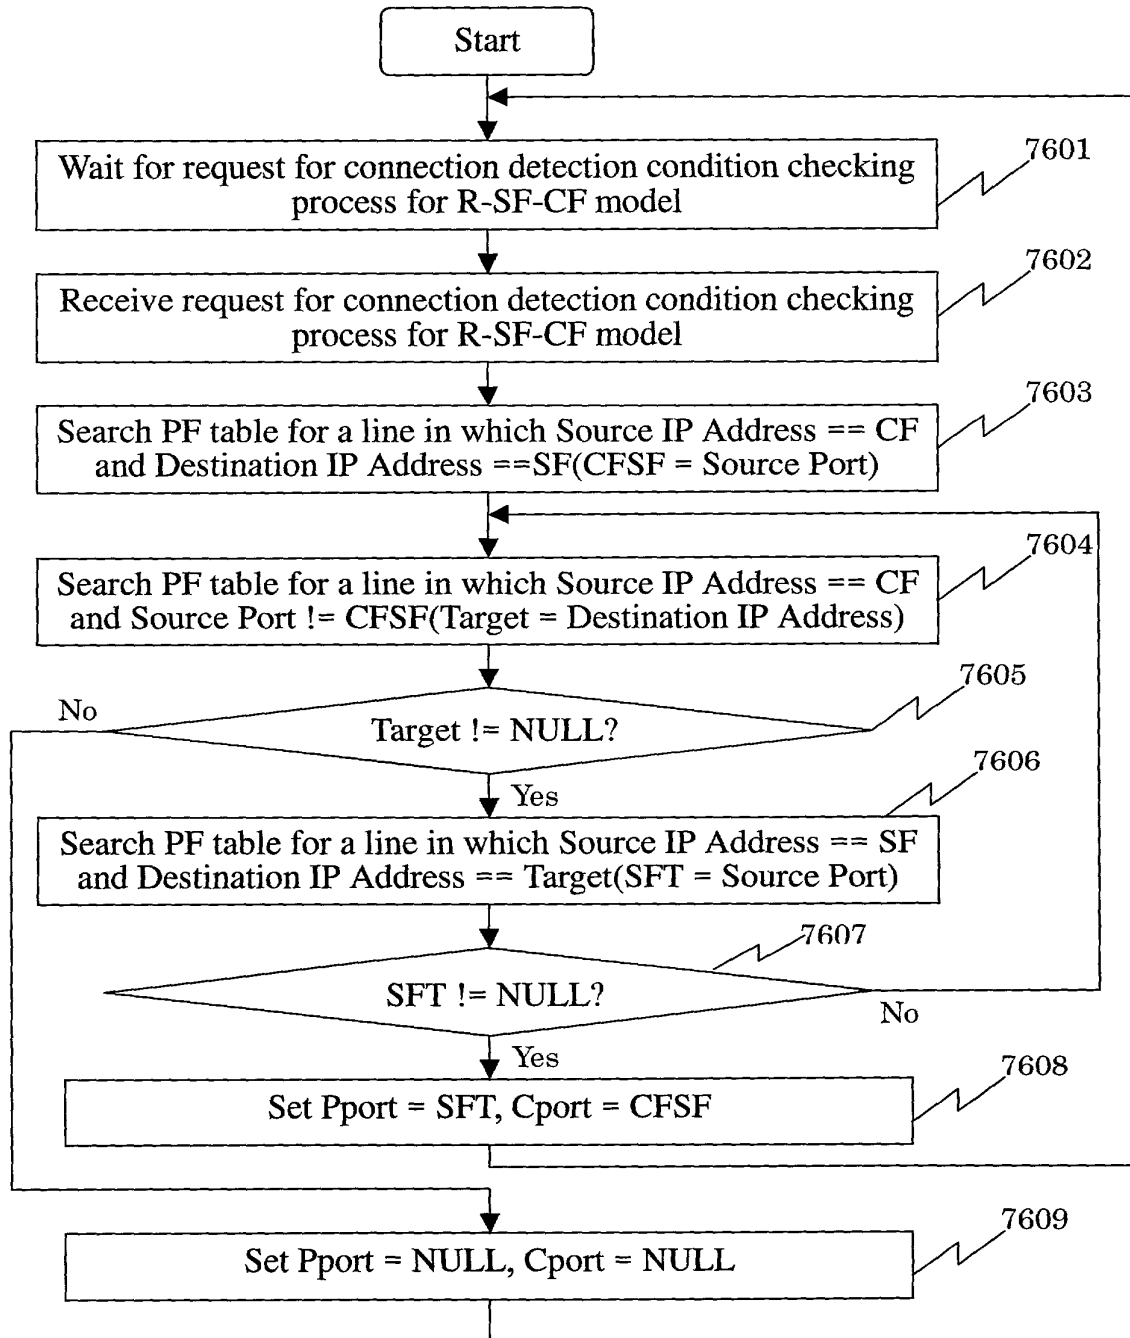 Start
Wait for request for connection detection condition checking
process for R-SF-CF model
7601
Receive request for connection detection condition checking
process for R-SF-CF model
7602
Search PF table for a line in which Source IP Address == CF
and Destination IP Address ==SF(CFSF = Source Port)
7603
Search PF table for a line in which Source IP Address == CF
and Source Port != CFSF(Target = Destination IP Address)
7604
Target != NULL?
7605
No
Yes
Search PF table for a line in which Source IP Address == SF
and Destination IP Address == Target(SFT = Source Port)
7606
SFT != NULL?
7607
No
Yes
Set Pport = SFT, Cport = CFSF
7608
Set Pport = NULL, Cport = NULL
7609